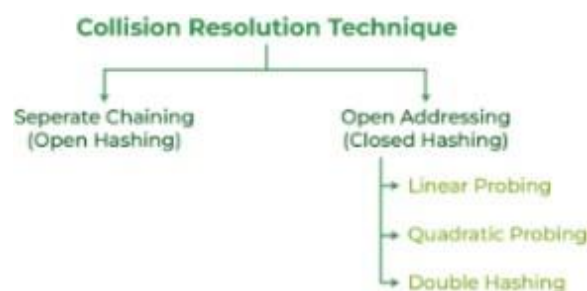 Collision Resolution Technique
Seperate Chaining
(Open Hashing)
Open Addressing
(Closed Hashing)
Linear Probing
Quadratic Probing
Double Hashing